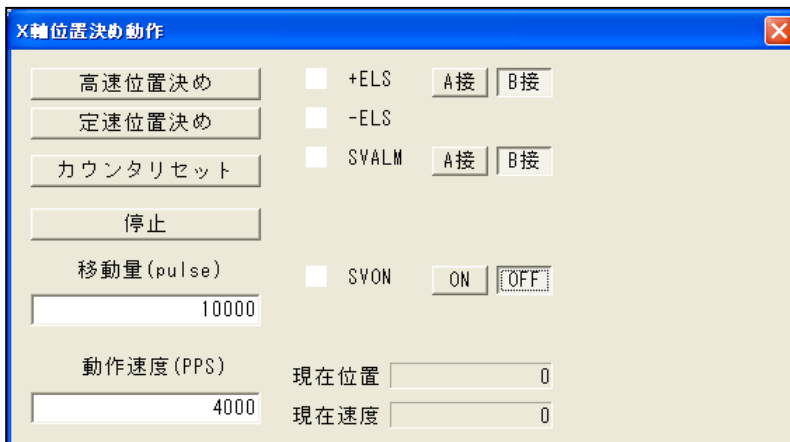 X軸位置決め動作
高速位置決め +ELS A接 B接
定速位置決め -ELS
カウンタリセット SVALM A接 B接
停止
移動量(pulse) SVON ON OFF
10000
動作速度(PPS) 現在位置 0
4000 現在速度 0